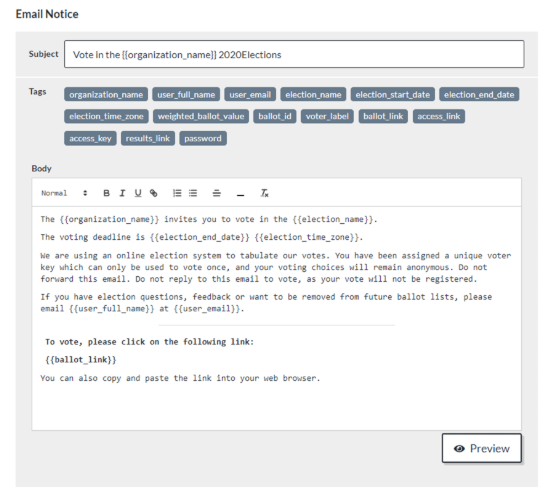 Email Notice
Subject
Vote in the {{organization_name}} 2020Elections
Tags
organization_name user_full_name user_email election_name election_start_date election_end_date
election_time_zone weighted_ballot_value ballot_id voter_label ballot_link access_link
access_key results_link password
Body
Normal B I U
The {{organization_name}} invites you to vote in the {{election_name}}.
The voting deadline is {{election_end_date}} {{election_time_zone}}.
We are using an online election system to tabulate our votes. You have been assigned a unique voter
key which can only be used to vote once, and your voting choices will remain anonymous. Do not
forward this email. Do not reply to this email to vote, as your vote will not be registered.
If you have election questions, feedback or want to be removed from future ballot lists, please
email {{user_full_name}} at {{user_email}}.
To vote, please click on the following link:
{{ballot_link}}
You can also copy and paste the link into your web browser.
Preview